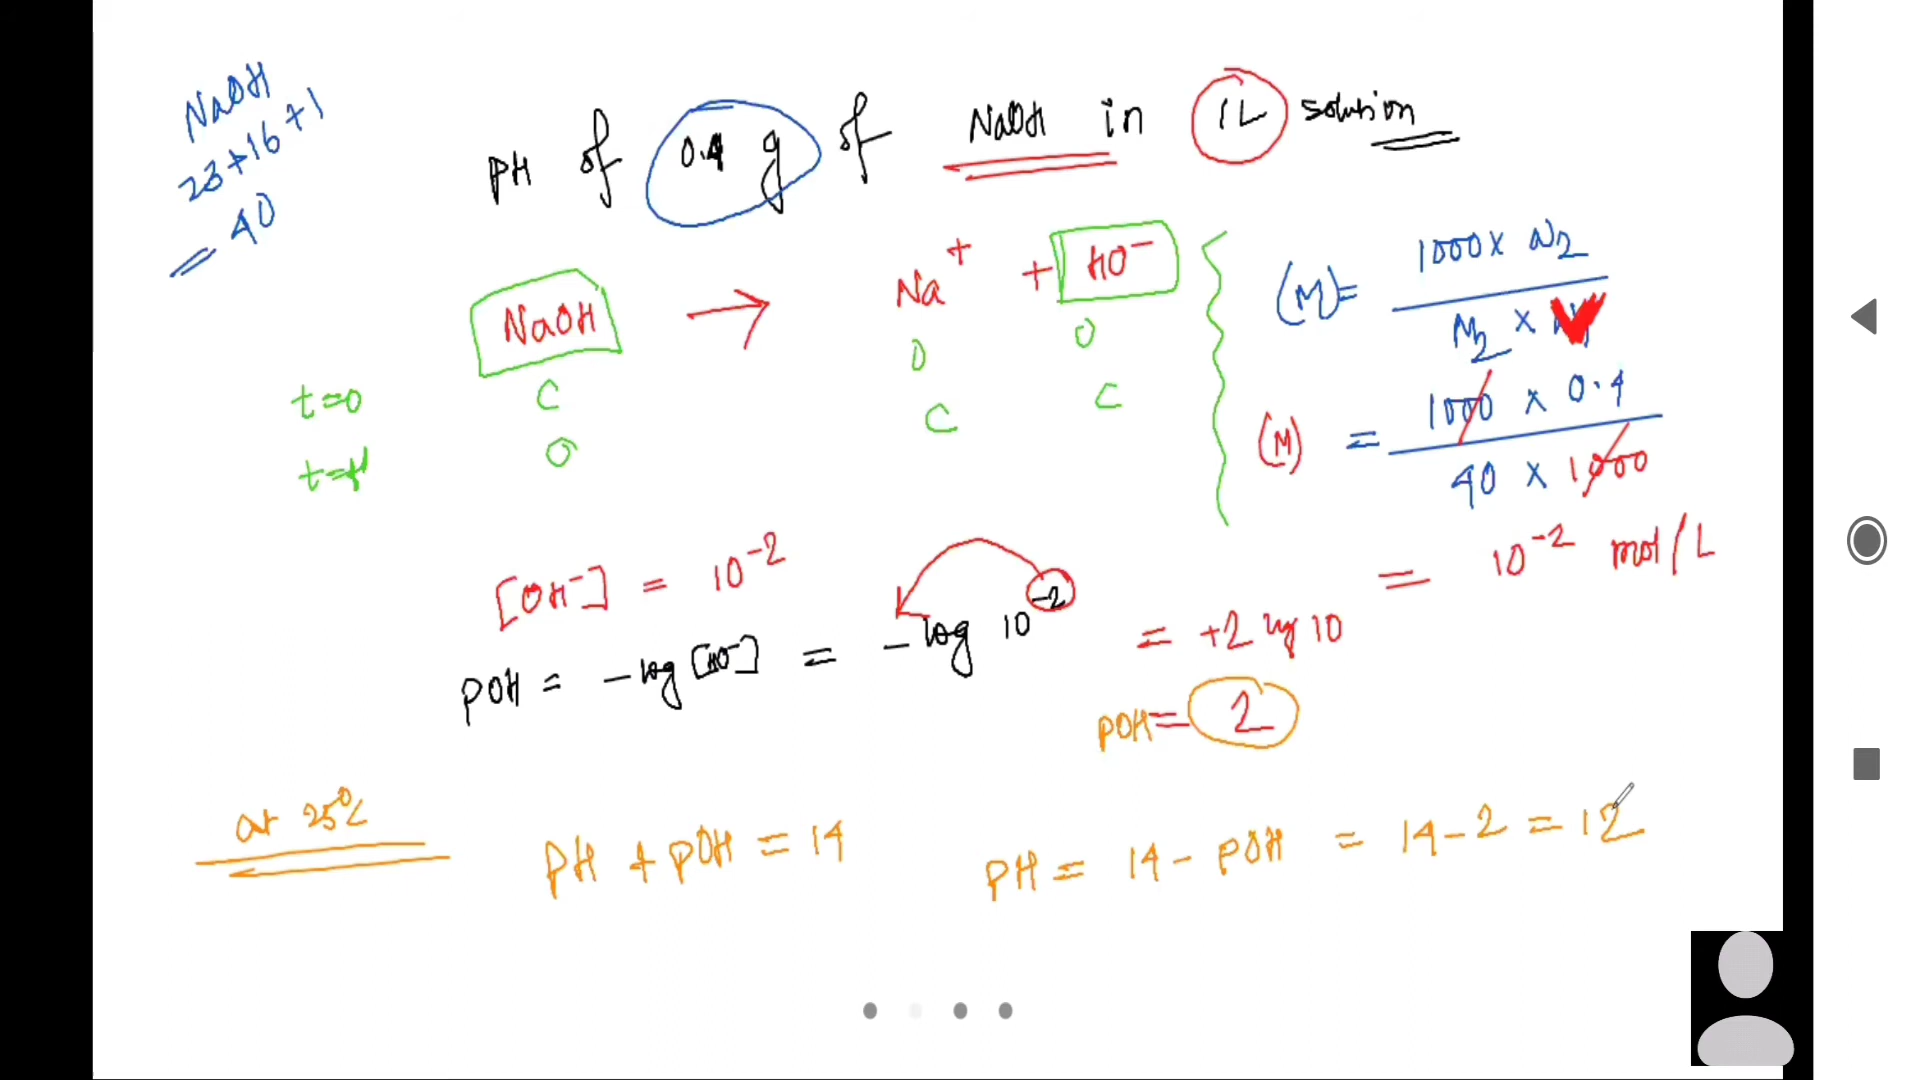 NaOH
23+16+1
= 40
PH of 0.4 g of NaOH in 1L solution
NaOH → Na+ + HO−
t=0 C O O
O C C
(M)= 1000 x W2
M2 x V
(M) = 1000 x 0.4
40 x 1000
= 10−2 mol/L
[OH−] = 10−2
POH = −log [HO−] = −log 10−2 = +2 log 10
POH= 2
at 25°C
PH + POH = 14
PH = 14 − POH = 14 − 2 = 12